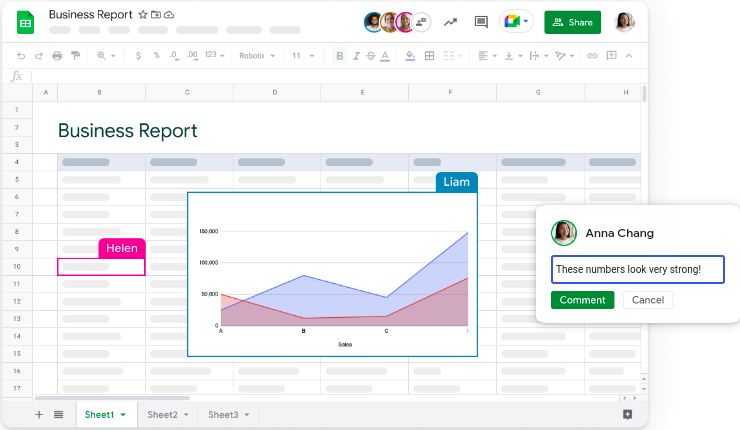 Business Report
Share
$ % .0 .00 123
Roboto 11 B I S A
fx
A B C D E F G H
1
2
Business Report
3
4
5
Liam
6
7
150,000
8
Anna Chang
Helen
9
100,000
These numbers look very strong!
10
50,000
11
Comment Cancel
12
0
A B C
13
Sales
14
15
16
17
Sheet1 Sheet2 Sheet3